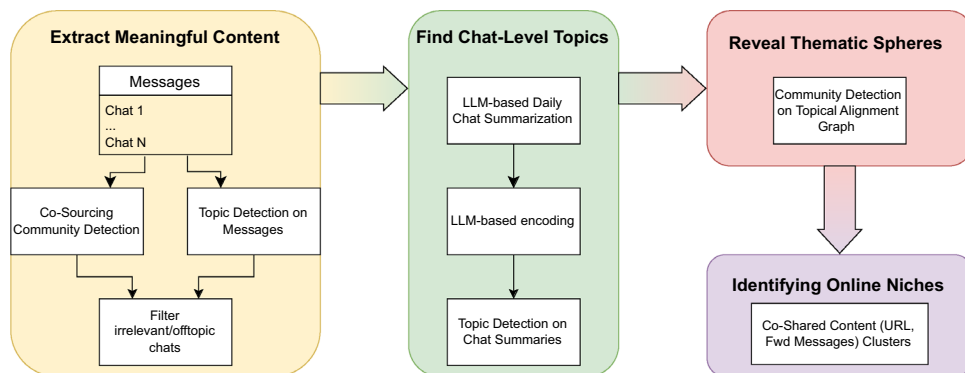 Extract Meaningful Content
Messages
Chat 1
...
Chat N
Co-Sourcing
Community Detection
Topic Detection on
Messages
Filter
irrelevant/offtopic
chats
Find Chat-Level Topics
LLM-based Daily
Chat Summarization
LLM-based encoding
Topic Detection on
Chat Summaries
Reveal Thematic Spheres
Community Detection
on Topical Alignment
Graph
Identifying Online Niches
Co-Shared Content (URL,
Fwd Messages) Clusters